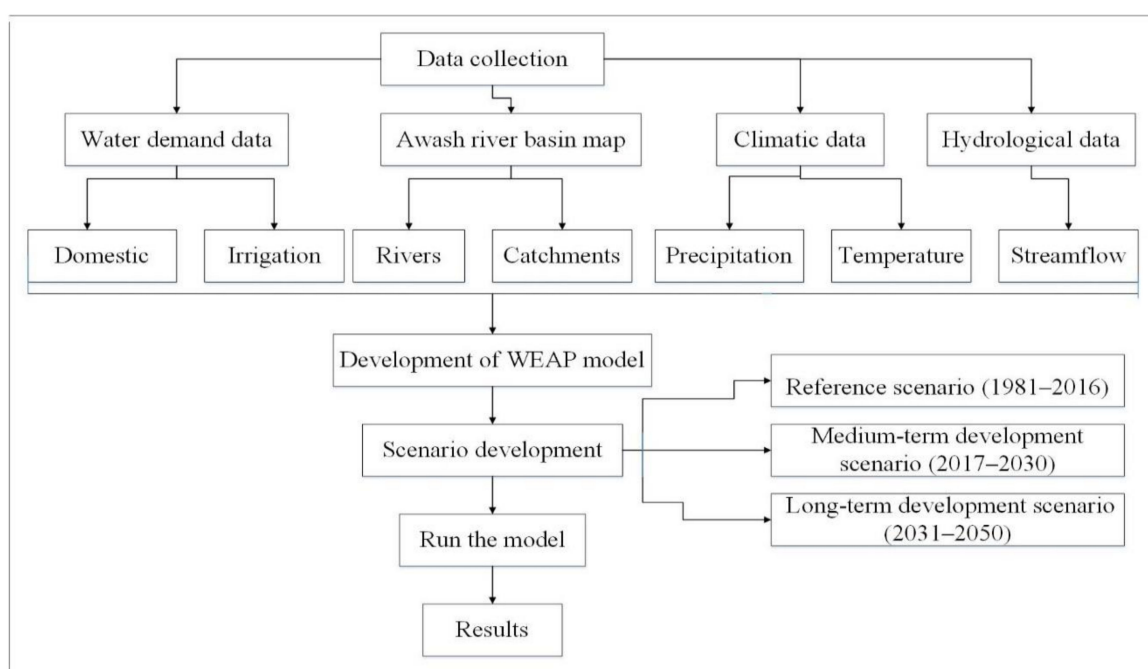 Data collection
Water demand data
Awash river basin map
Climatic data
Hydrological data
Domestic
Irrigation
Rivers
Catchments
Precipitation
Temperature
Streamflow
Development of WEAP model
Scenario development
Reference scenario (1981–2016)
Medium-term development
scenario (2017–2030)
Long-term development scenario
(2031–2050)
Run the model
Results